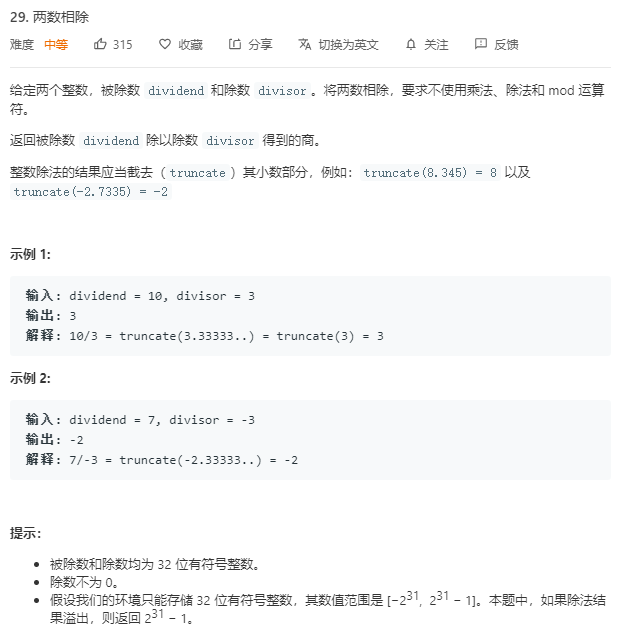 29. 两数相除
难度 中等 315 收藏 分享 切换为英文 关注 反馈
给定两个整数，被除数 dividend 和除数 divisor。将两数相除，要求不使用乘法、除法和 mod 运算
符。
返回被除数 dividend 除以除数 divisor 得到的商。
整数除法的结果应当截去（truncate）其小数部分，例如：truncate(8.345) = 8 以及
truncate(-2.7335) = -2
示例 1:
输入: dividend = 10, divisor = 3
输出: 3
解释: 10/3 = truncate(3.33333..) = truncate(3) = 3
示例 2:
输入: dividend = 7, divisor = -3
输出: -2
解释: 7/-3 = truncate(-2.33333..) = -2
提示：
• 被除数和除数均为 32 位有符号整数。
• 除数不为 0。
• 假设我们的环境只能存储 32 位有符号整数，其数值范围是 [−2³¹, 2³¹ − 1]。本题中，如果除法结
果溢出，则返回 2³¹ − 1。